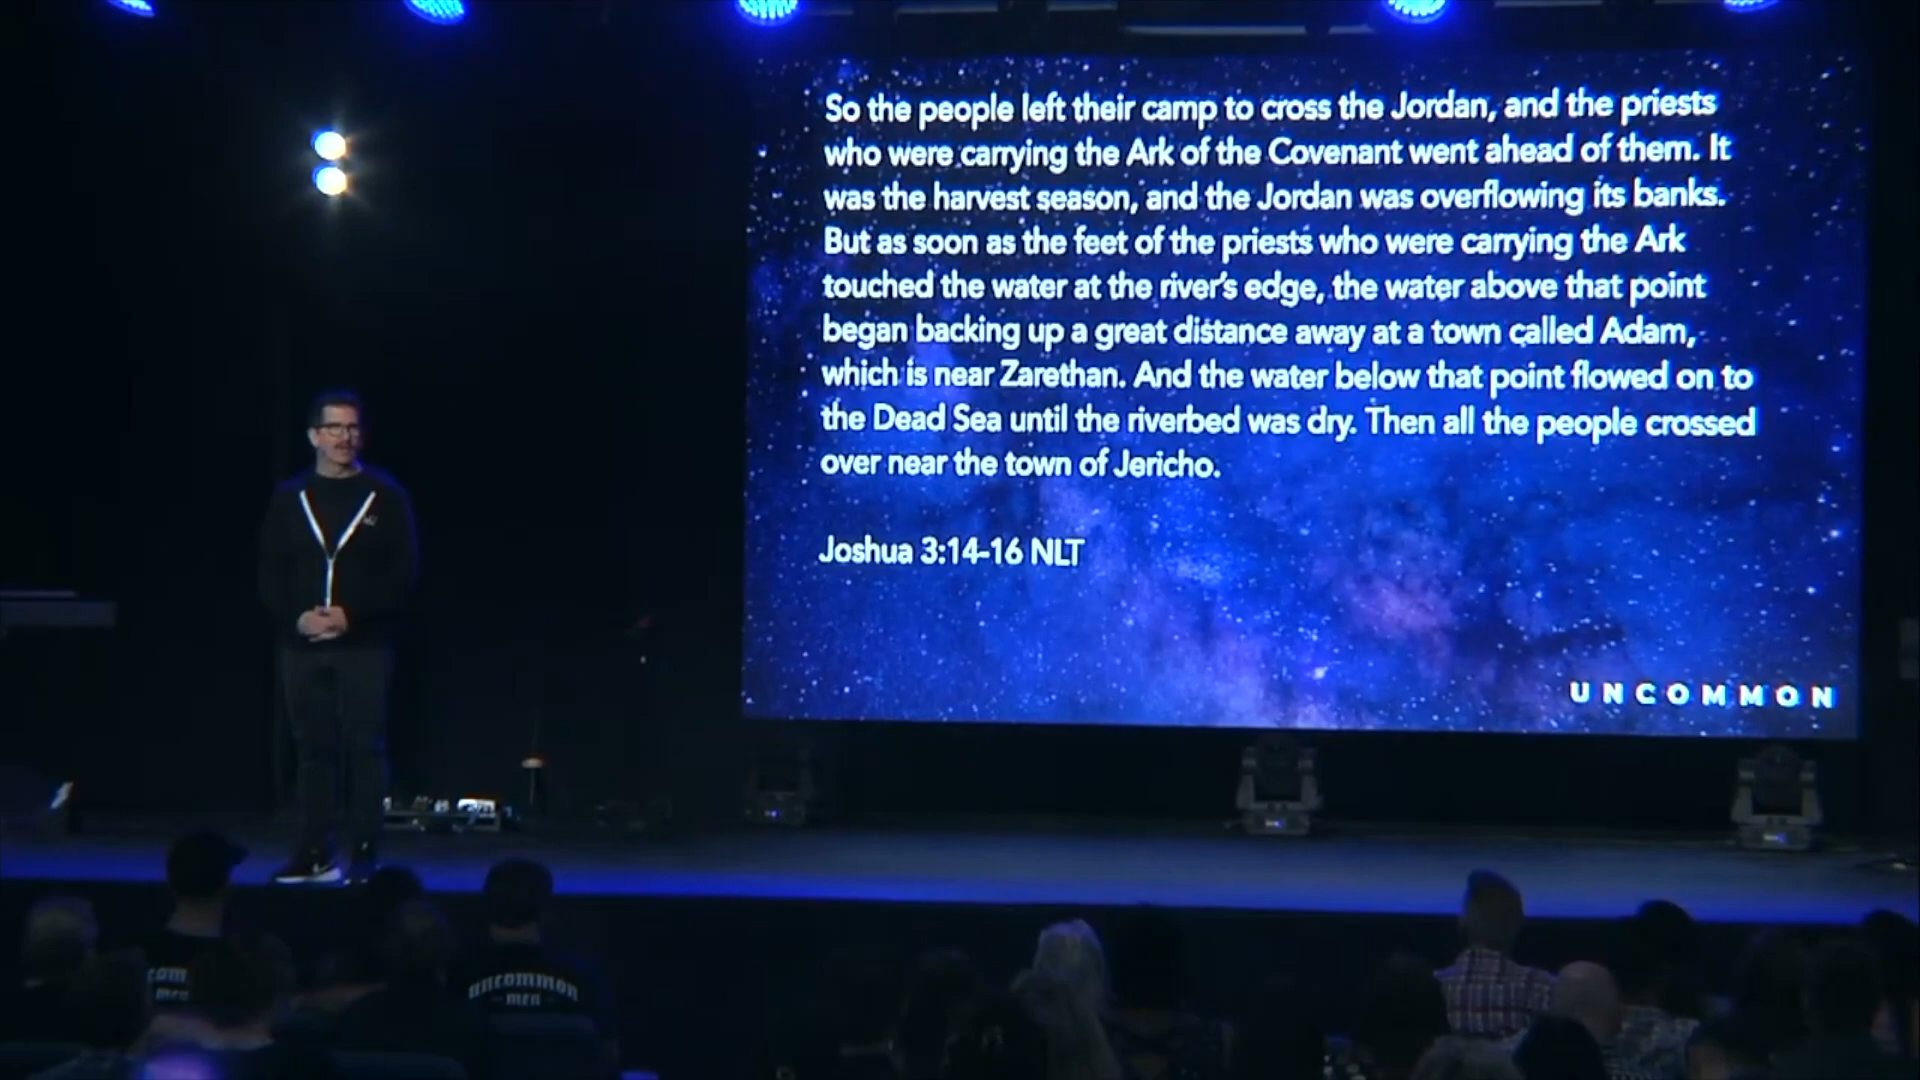 So the people left their camp to cross the Jordan, and the priests
who were carrying the Ark of the Covenant went ahead of them. It
was the harvest season, and the Jordan was overflowing its banks.
But as soon as the feet of the priests who were carrying the Ark
touched the water at the river's edge, the water above that point
began backing up a great distance away at a town called Adam,
which is near Zarethan. And the water below that point flowed on to
the Dead Sea until the riverbed was dry. Then all the people crossed
over near the town of Jericho.
Joshua 3:14-16 NLT
UNCOMMON
com
men
uncommon
men